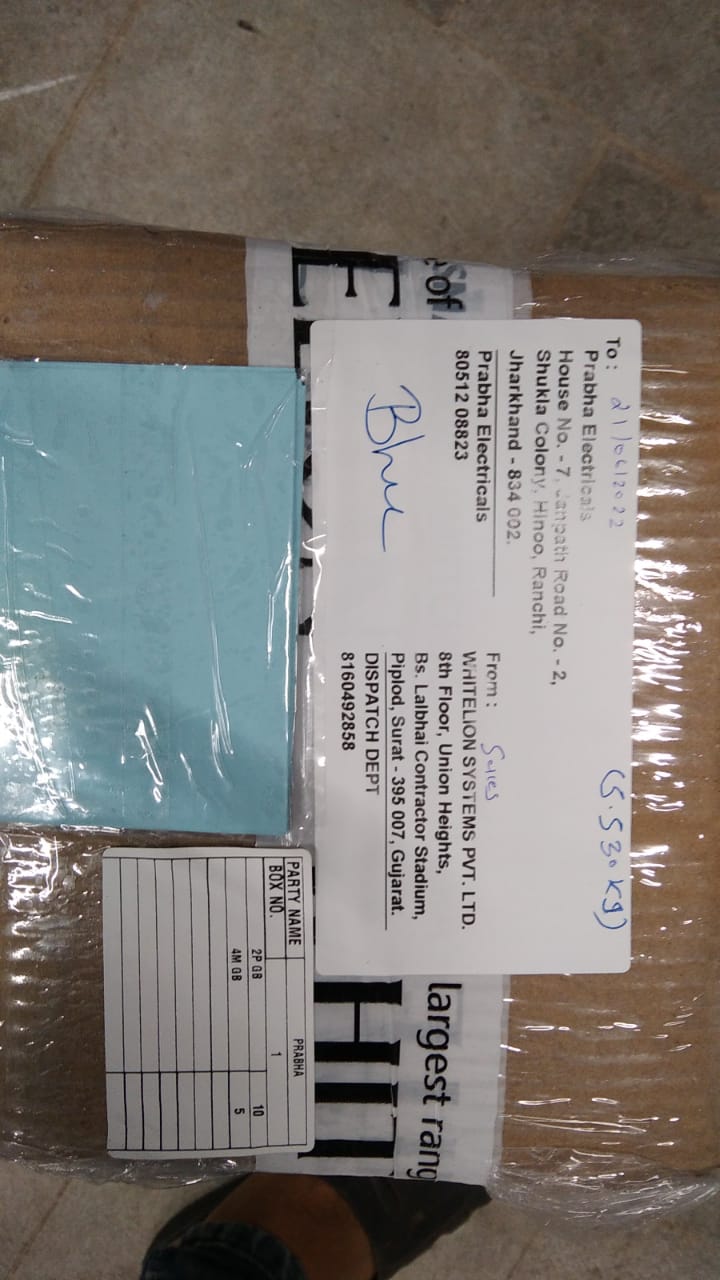 To : 21/06/2022
(5.530 kg)
Prabha Electricals
House No. - 7, Janpath Road No. - 2,
Shukla Colony, Hinoo, Ranchi,
Jharkhand - 834 002.
Prabha Electricals
80512 08823
From : Sales
WHITELION SYSTEMS PVT. LTD.
8th Floor, Union Heights,
Bs. Lalbhai Contractor Stadium,
Piplod, Surat - 395 007, Gujarat.
DISPATCH DEPT
8160492858
of
largest rang
PARTY NAME PRABHA
BOX NO. 1
2P GB 10
4M GB 5